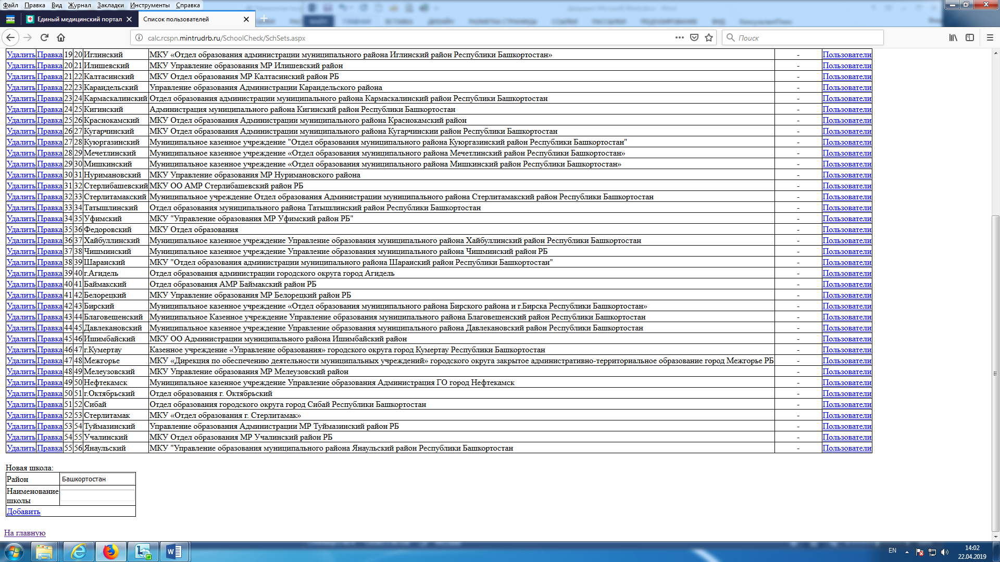 Файл Правка Вид Журнал Закладки Инструменты Справка
Единый медицинский портал Список пользователей
calc.rcspn.mintrudrb.ru/SchoolCheck/SchSets.aspx Поиск
Удалить Правка 19 20 Иглинский МКУ «Отдел образования администрации муниципального района Иглинский район Республики Башкортостан» - Пользователи
Удалить Правка 20 21 Илишевский МКУ Управление образования МР Илишевский район - Пользователи
Удалить Правка 21 22 Калтасинский МКУ Отдел образования МР Калтасинский район РБ - Пользователи
Удалить Правка 22 23 Караидельский Управление образования Администрации Караидельского района - Пользователи
Удалить Правка 23 24 Кармаскалинский Отдел образования администрации муниципального района Кармаскалинский район Республики Башкортостан - Пользователи
Удалить Правка 24 25 Кигинский Администрация муниципального района Кигинский район Республики Башкортостан - Пользователи
Удалить Правка 25 26 Краснокамский МКУ Отдел образования Администрации муниципального района Краснокамский район - Пользователи
Удалить Правка 26 27 Кугарчинский МКУ Отдел образования Администрации муниципального района Кугарчинскии район Республики Башкортостан - Пользователи
Удалить Правка 27 28 Куюргазинский Муниципальное казенное учреждение "Отдел образования муниципального района Куюргазинский район Республики Башкортостан" - Пользователи
Удалить Правка 28 29 Мечетлинский Муниципальное казенное учреждение «Отдел образования муниципального района Мечетлинский район Республики Башкортостан» - Пользователи
Удалить Правка 29 30 Мишкинский Муниципальное казенное учреждение «Отдел образования муниципального района Мишкинский район Республики Башкортостан» - Пользователи
Удалить Правка 30 31 Нуримановский МКУ Управление образования МР Нуримановского района - Пользователи
Удалить Правка 31 32 Стерлибашевский МКУ ОО АМР Стерлибашевский район РБ - Пользователи
Удалить Правка 32 33 Стерлитамакский Муниципальное учреждение Отдел образования Администрации муниципального района Стерлитамакский район Республики Башкортостан - Пользователи
Удалить Правка 33 34 Татышлинский Отдел образования муниципального района Татышлинский район Республики Башкортостан - Пользователи
Удалить Правка 34 35 Уфимский МКУ "Управление образования МР Уфимский район РБ" - Пользователи
Удалить Правка 35 36 Федоровский МКУ Отдел образования - Пользователи
Удалить Правка 36 37 Хайбуллинский Муниципальное казенное учреждение Управление образования муниципального района Хайбуллинский район Республики Башкортостан - Пользователи
Удалить Правка 37 38 Чишминский Муниципальное казенное учреждение Управление образования муниципального района Чишминский район РБ - Пользователи
Удалить Правка 38 39 Шаранский МКУ "Отдел образования администрации муниципального района Шаранский район Республики Башкортостан" - Пользователи
Удалить Правка 39 40 г.Агидель Отдел образования администрации городского округа город Агидель - Пользователи
Удалить Правка 40 41 Баймакский Отдел образования АМР Баймакский район РБ - Пользователи
Удалить Правка 41 42 Белорецкий МКУ Управление образования МР Белорецкий район РБ - Пользователи
Удалить Правка 42 43 Бирский Муниципальное казенное учреждение «Отдел образования муниципального района Бирского района и г.Бирска Республики Башкортостан» - Пользователи
Удалить Правка 43 44 Благовещенский Муниципальное Казенное учреждение Управление образования муниципального района Благовещенский район Республики Башкортостан - Пользователи
Удалить Правка 44 45 Давлекановский Муниципальное казенное учреждение Управление образования муниципального района Давлекановский район Республики Башкортостан - Пользователи
Удалить Правка 45 46 Ишимбайский МКУ ОО Администрации муниципального района Ишимбайский район - Пользователи
Удалить Правка 46 47 г.Кумертау Казенное учреждение «Управление образования» городского округа город Кумертау Республики Башкортостан - Пользователи
Удалить Правка 47 48 Межгорье МКУ «Дирекция по обеспечению деятельности муниципальных учреждений» городского округа закрытое административно-территориальное образование город Межгорье РБ - Пользователи
Удалить Правка 48 49 Мелеузовский МКУ Управление образования МР Мелеузовский район - Пользователи
Удалить Правка 49 50 Нефтекамск Муниципальное казенное учреждение Управление образования Администрация ГО город Нефтекамск - Пользователи
Удалить Правка 50 51 г.Октябрьский Отдел образования г. Октябрьский - Пользователи
Удалить Правка 51 52 Сибай Отдел образования городского округа город Сибай Республики Башкортостан - Пользователи
Удалить Правка 52 53 Стерлитамак МКУ «Отдел образования г. Стерлитамак» - Пользователи
Удалить Правка 53 54 Туймазинский Управление образования Администрации МР Туймазинский район РБ - Пользователи
Удалить Правка 54 55 Учалинский МКУ Отдел образования МР Учалинский район РБ - Пользователи
Удалить Правка 55 56 Янаульский МКУ "Управление образования муниципального района Янаульский район Республики Башкортостан - Пользователи
Новая школа:
Район Башкортостан
Наименование
школы
Добавить
На главную
EN 14:02
22.04.2019